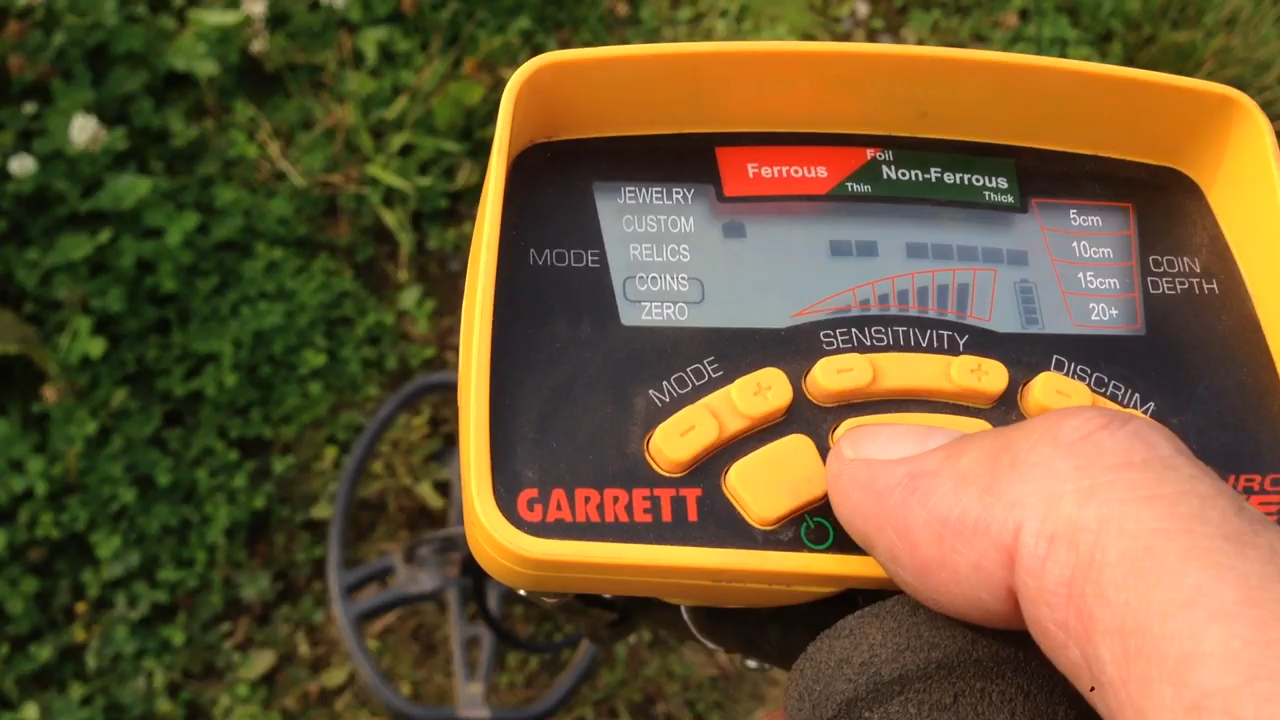 Ferrous
Foil
Non-Ferrous
Thin
Thick
JEWELRY
CUSTOM
RELICS
COINS
ZERO
MODE
5cm
10cm
15cm
20+
COIN
DEPTH
SENSITIVITY
MODE
- +
- +
DISCRIM
-
GARRETT